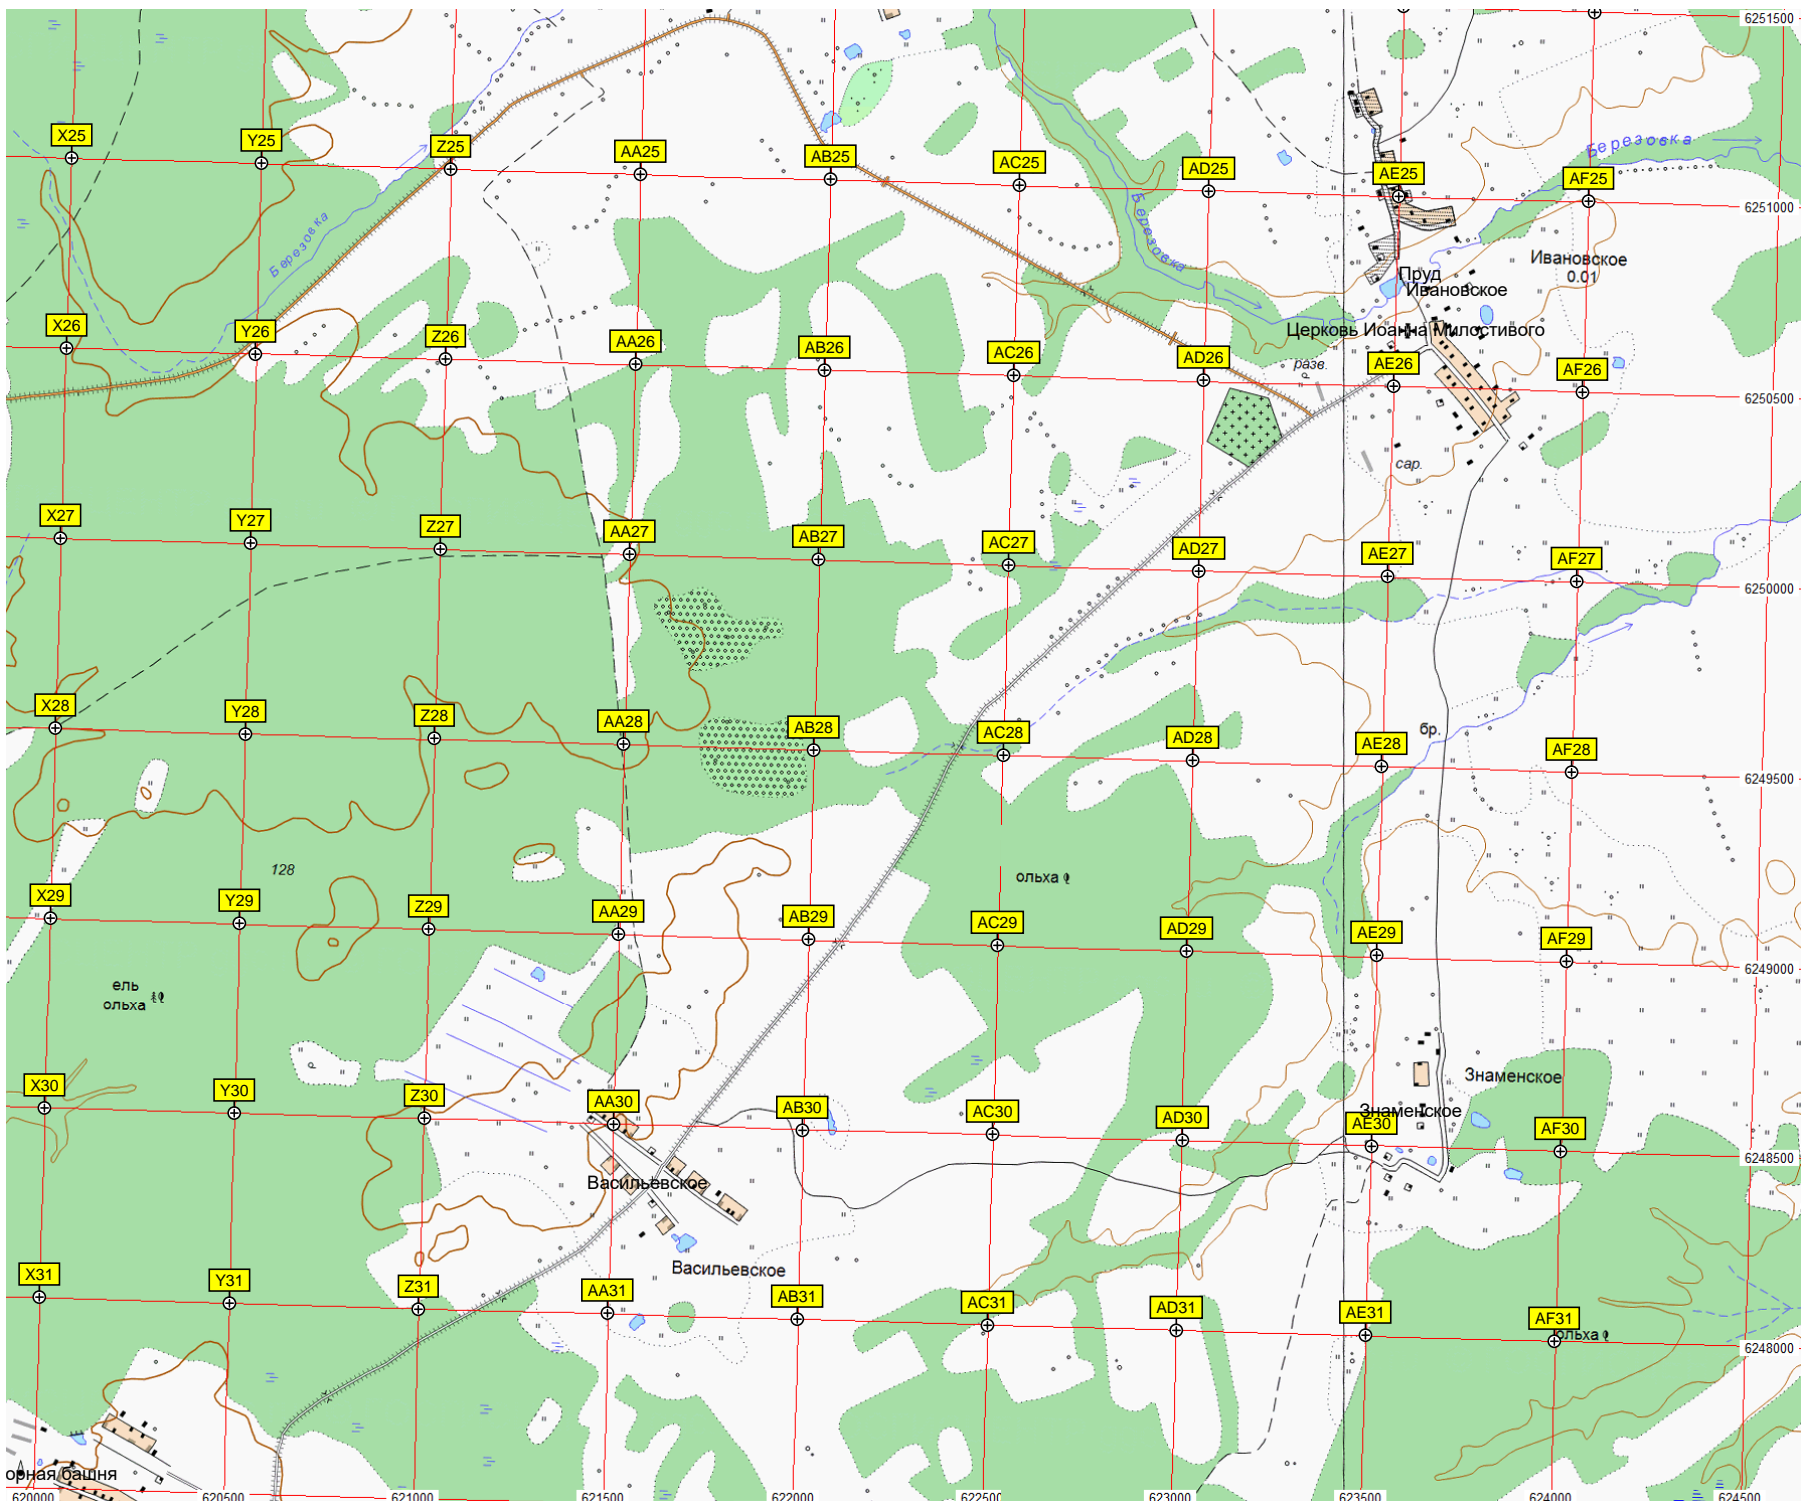 6251500
X25
Y25
Z25
AA25
AB25
AC25
AD25
AE25
AF25
Березовка
6251000
Березовка
Березовка
Ивановское
0.01
Пруд
Ивановское
X26
Y26
Z26
AA26
AB26
AC26
AD26
Церковь Иоанна Милостивого
разв.
AE26
AF26
6250500
сар.
X27
Y27
Z27
AA27
AB27
AC27
AD27
AE27
AF27
6250000
X28
Y28
Z28
AA28
AB28
AC28
AD28
AE28
бр.
AF28
6249500
128
ольха
X29
Y29
Z29
AA29
AB29
AC29
AD29
AE29
AF29
6249000
ель
ольха
Знаменское
X30
Y30
Z30
AA30
AB30
AC30
AD30
Знаменское
AE30
AF30
6248500
Васильевское
Васильевское
X31
Y31
Z31
AA31
AB31
AC31
AD31
AE31
AF31
ольха
6248000
орная башня
620000
620500
621000
621500
622000
622500
623000
623500
624000
624500